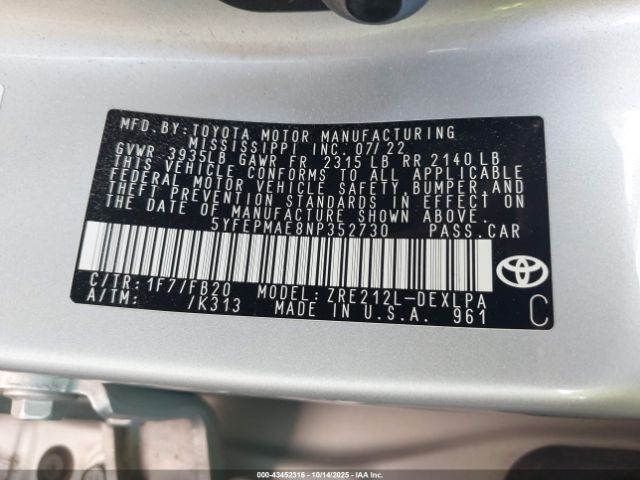 MFD.BY:TOYOTA MOTOR MANUFACTURING
MISSISSIPPI INC. 07/22
GVWR 3935LB GAWR FR 2315 LB RR 2140 LB
THIS VEHICLE CONFORMS TO ALL APPLICABLE
FEDERAL MOTOR VEHICLE SAFETY, BUMPER, AND
THEFT PREVENTION STANDARDS IN EFFECT ON
THE DATE OF MANUFACTURE SHOWN ABOVE.
5YFEPMAE8NP352730 PASS.CAR
C/TR: 1F7/FB20 MODEL: ZRE212L-DEXLPA
A/TM: /K313 MADE IN U.S.A. 961
TOYOTA
C
000-43452316 | 10/14/2025 | IAA Inc.